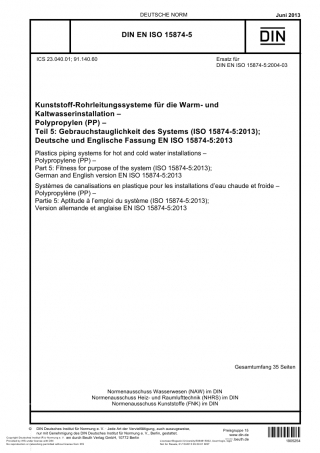 DEUTSCHE NORM
Juni 2013
DIN EN ISO 15874-5
DIN
ICS 23.040.01; 91.140.60
Ersatz für
DIN EN ISO 15874-5:2004-03
Kunststoff-Rohrleitungssysteme für die Warm- und
Kaltwasserinstallation –
Polypropylen (PP) –
Teil 5: Gebrauchstauglichkeit des Systems (ISO 15874-5:2013);
Deutsche und Englische Fassung EN ISO 15874-5:2013
Plastics piping systems for hot and cold water installations –
Polypropylene (PP) –
Part 5: Fitness for purpose of the system (ISO 15874-5:2013);
German and English version EN ISO 15874-5:2013
Systèmes de canalisations en plastique pour les installations d'eau chaude et froide –
Polypropylène (PP) –
Partie 5: Aptitude à l'emploi du système (ISO 15874-5:2013);
Version allemande et anglaise EN ISO 15874-5:2013
Gesamtumfang 35 Seiten
Normenausschuss Wasserwesen (NAW) im DIN
Normenausschuss Heiz- und Raumlufttechnik (NHRS) im DIN
Normenausschuss Kunststoffe (FNK) im DIN
© DIN Deutsches Institut für Normung e. V. · Jede Art der Vervielfältigung, auch auszugsweise,
nur mit Genehmigung des DIN Deutsches Institut für Normung e. V., Berlin, gestattet.
durch Beuth Verlag GmbH, 10772 Berlin
Preisgruppe 15
www.din.de
www.beuth.de